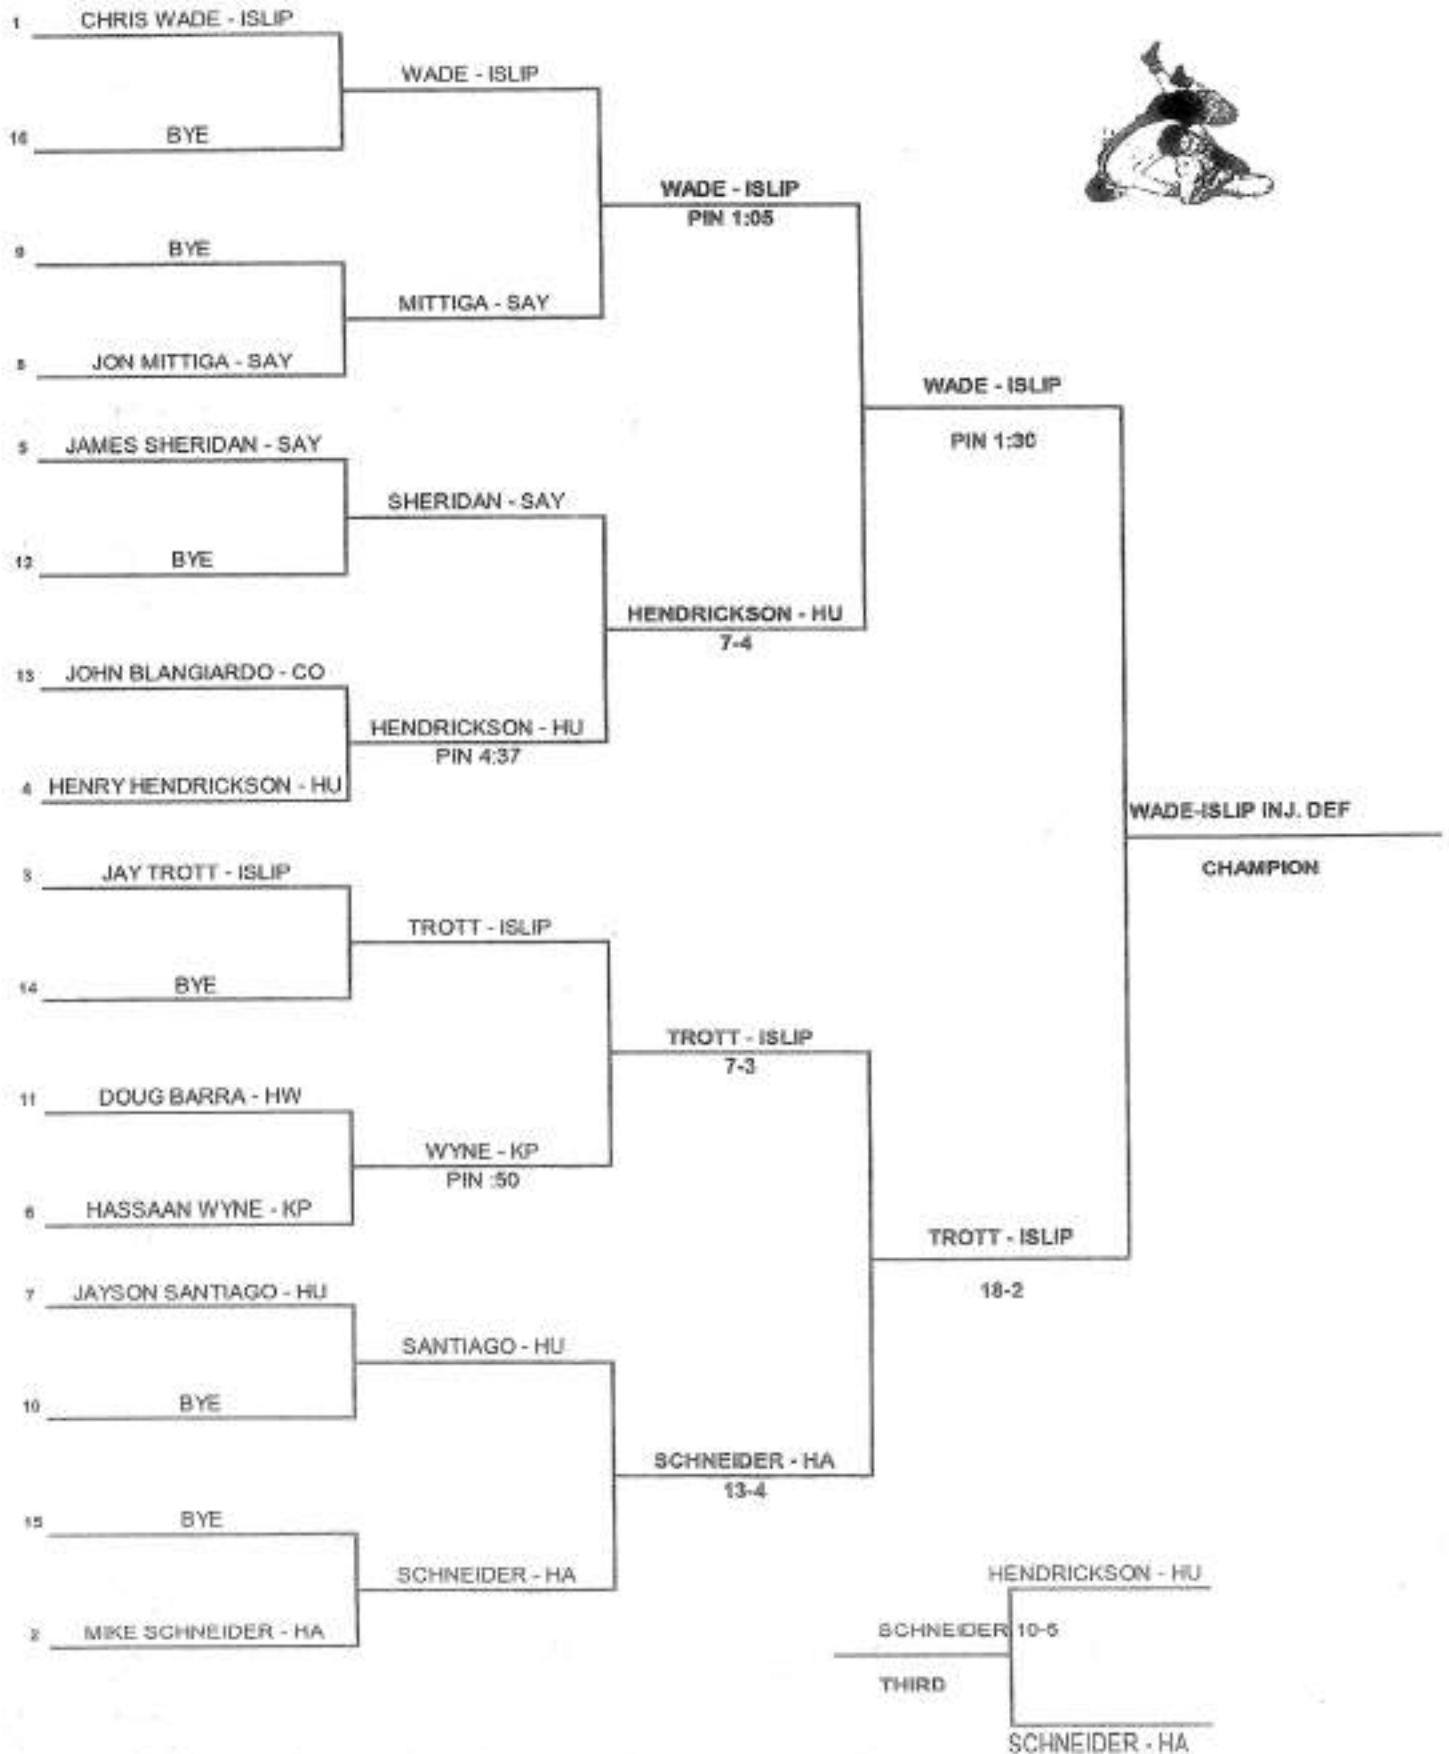 1 CHRIS WADE - ISLIP
WADE - ISLIP
16 BYE
WADE - ISLIP
PIN 1:05
9 BYE
MITTIGA - SAY
8 JON MITTIGA - SAY
WADE - ISLIP
PIN 1:30
5 JAMES SHERIDAN - SAY
SHERIDAN - SAY
12 BYE
HENDRICKSON - HU
7-4
13 JOHN BLANGIARDO - CO
HENDRICKSON - HU
PIN 4:37
4 HENRY HENDRICKSON - HU
WADE-ISLIP INJ. DEF
CHAMPION
3 JAY TROTT - ISLIP
TROTT - ISLIP
14 BYE
TROTT - ISLIP
7-3
11 DOUG BARRA - HW
WYNE - KP
PIN :50
6 HASSAAN WYNE - KP
TROTT - ISLIP
18-2
7 JAYSON SANTIAGO - HU
SANTIAGO - HU
10 BYE
SCHNEIDER - HA
13-4
15 BYE
SCHNEIDER - HA
2 MIKE SCHNEIDER - HA
HENDRICKSON - HU
SCHNEIDER 10-6
THIRD
SCHNEIDER - HA